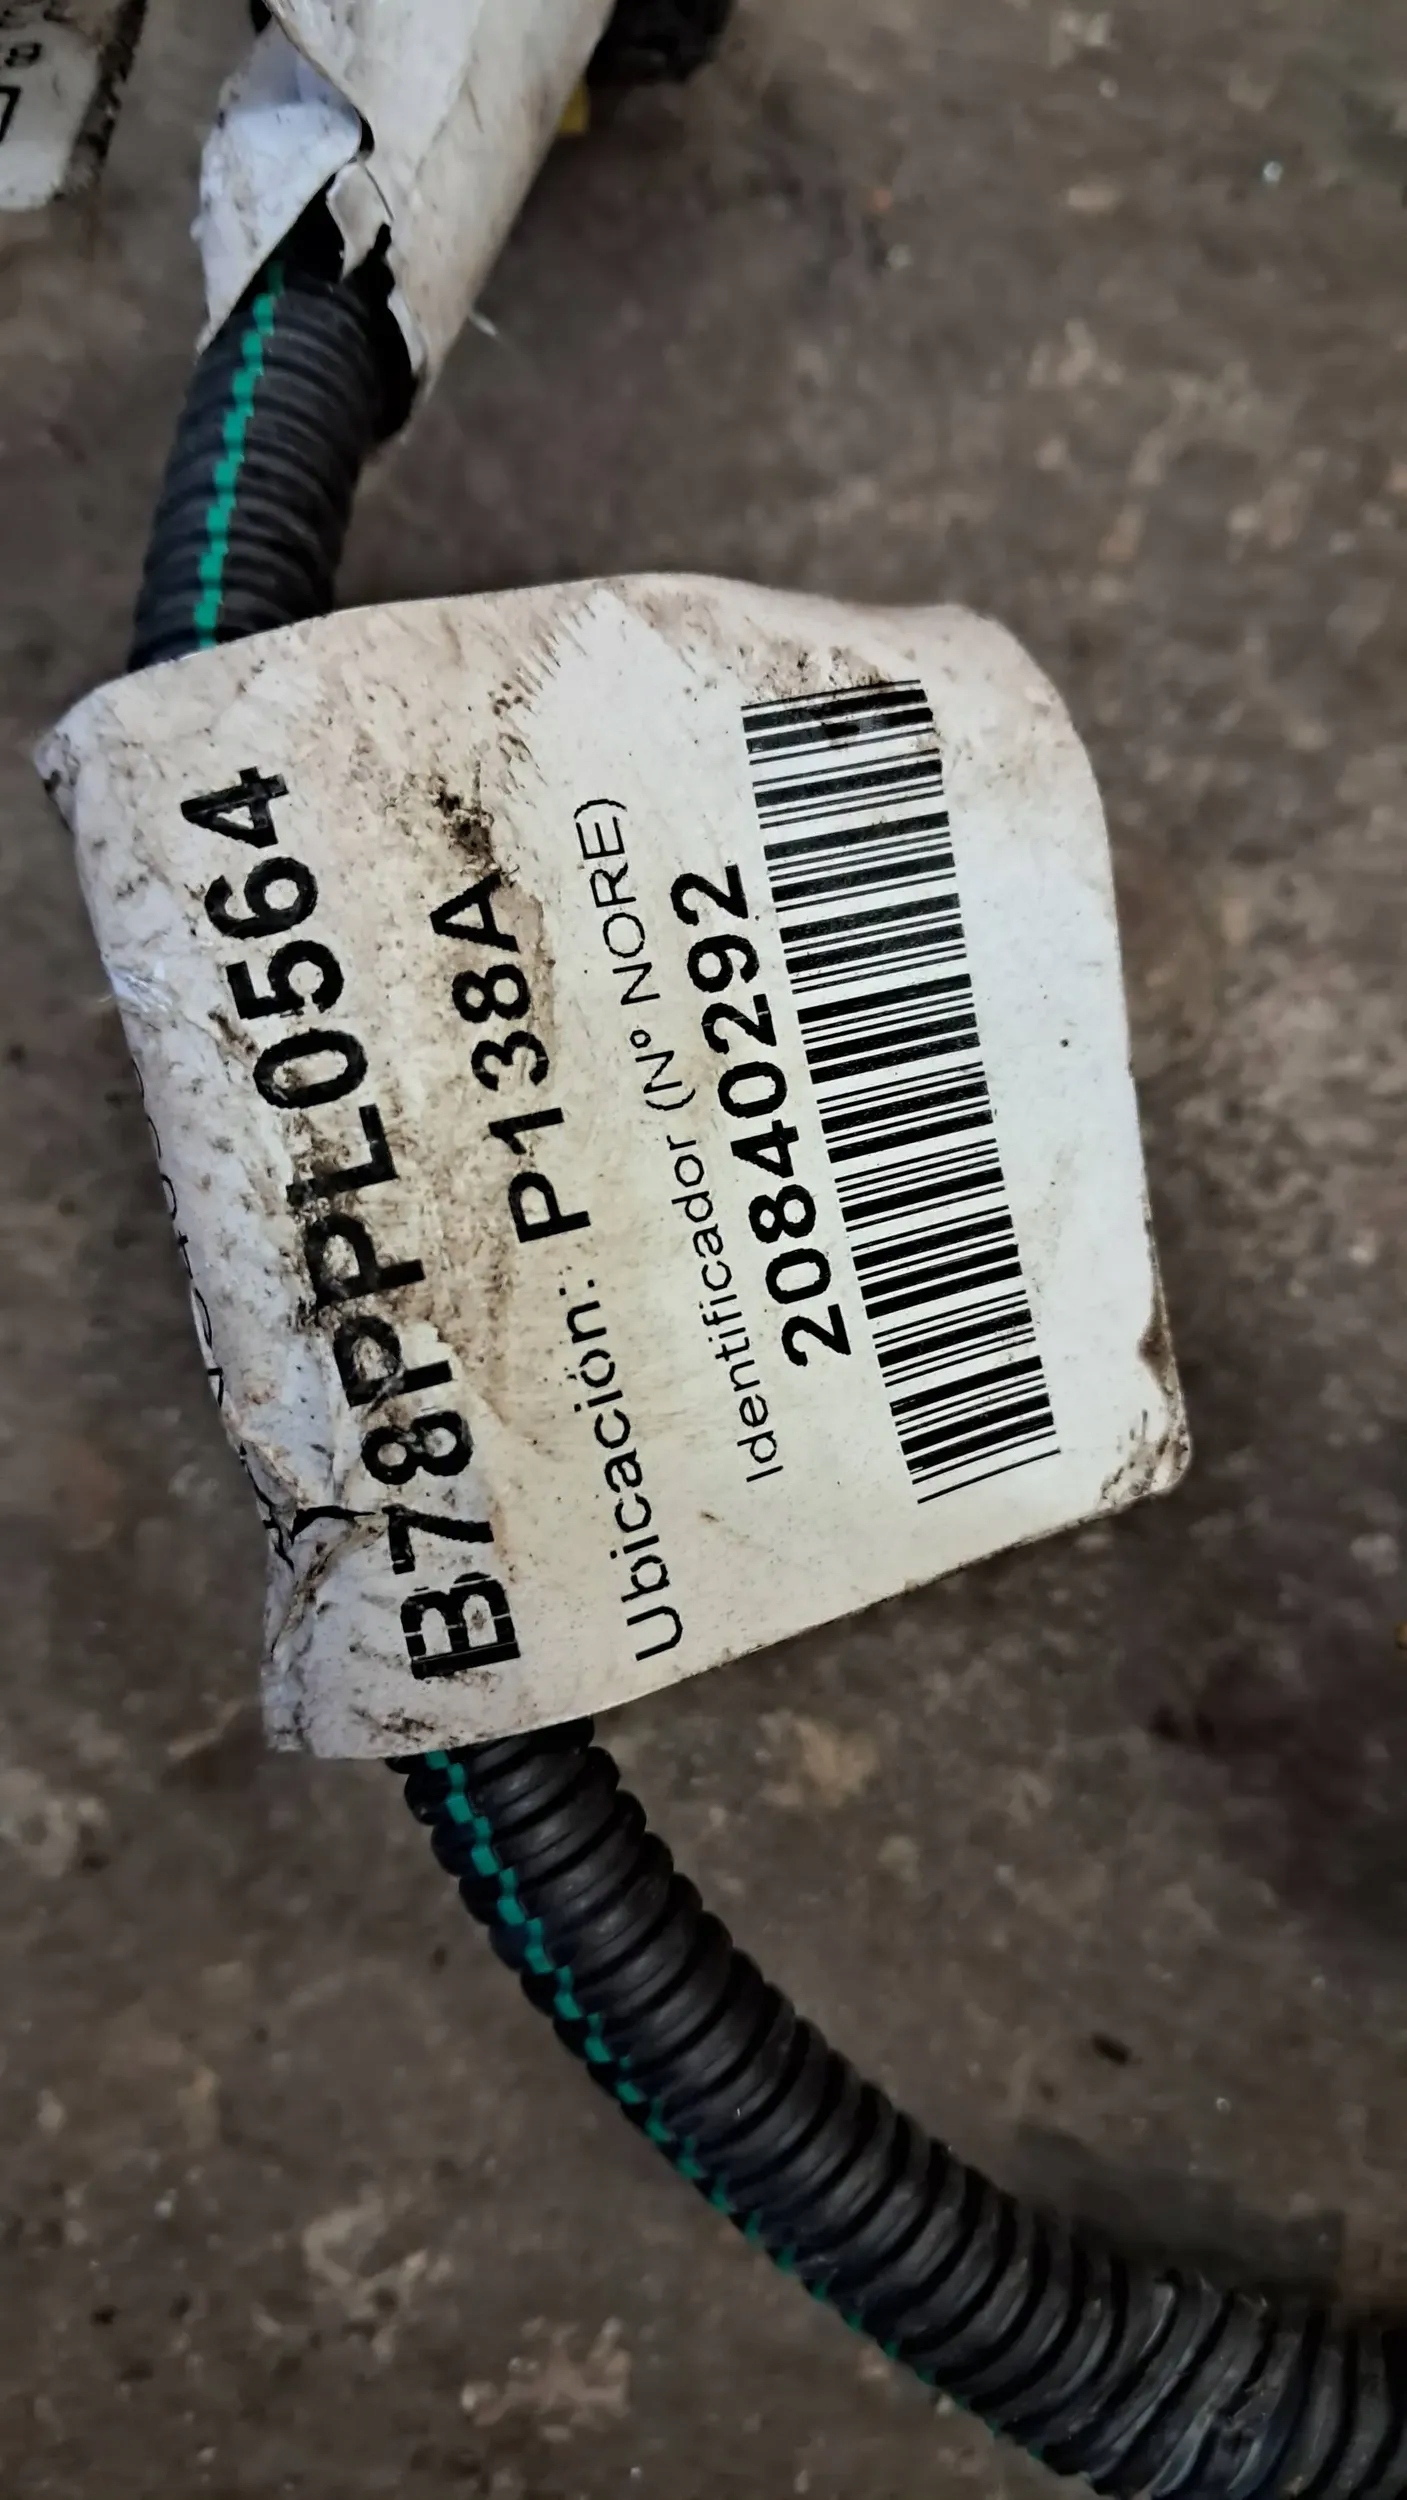 B78PPL0564
Ubicación: P138A
Identificador (Nº NORE)
20840292